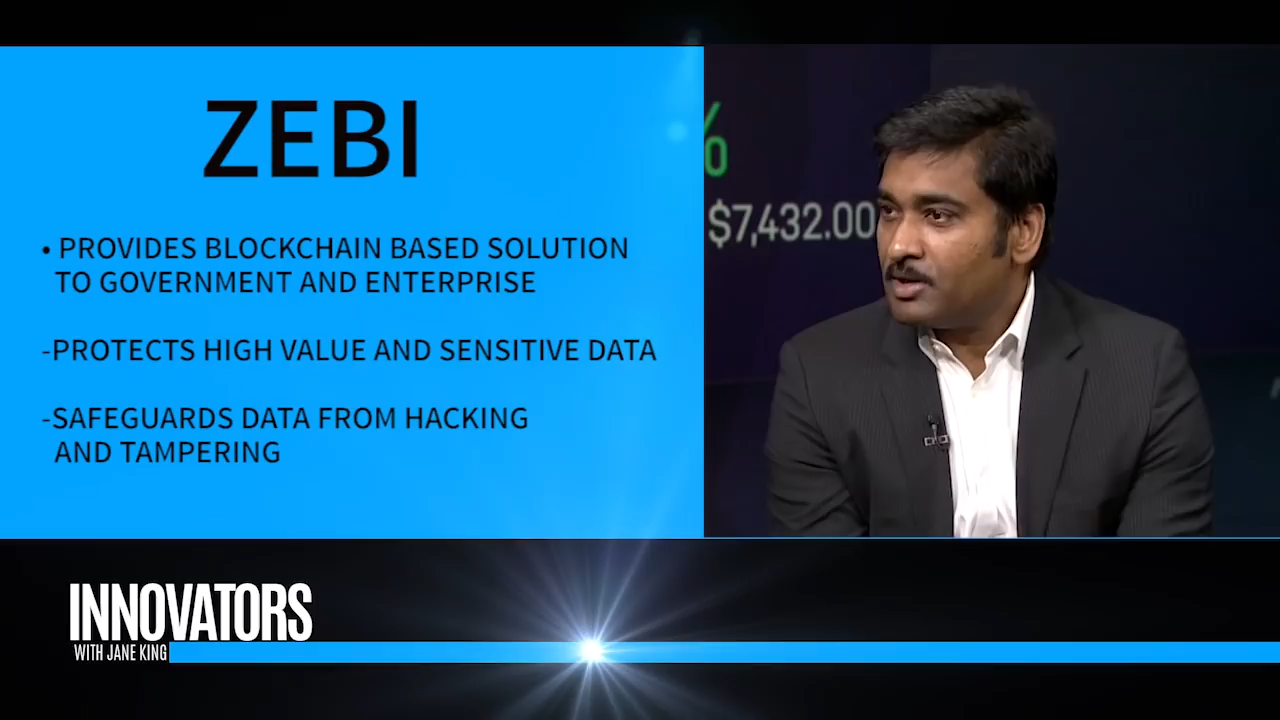 ZEBI
• PROVIDES BLOCKCHAIN BASED SOLUTION
TO GOVERNMENT AND ENTERPRISE
-PROTECTS HIGH VALUE AND SENSITIVE DATA
-SAFEGUARDS DATA FROM HACKING
AND TAMPERING
%
$7,432.00
INNOVATORS
WITH JANE KING